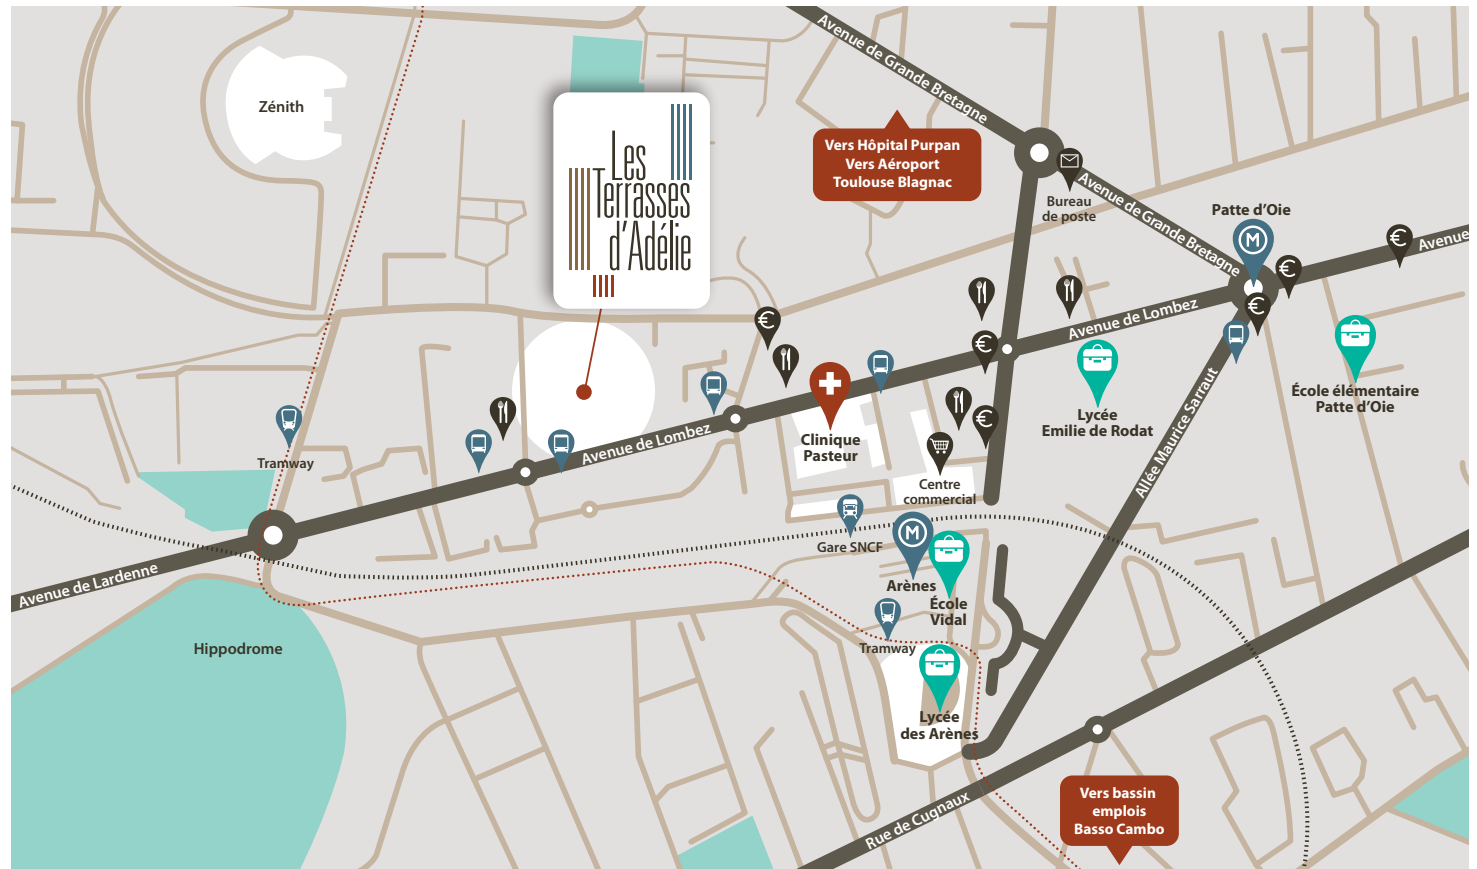 Avenue de Grande Bretagne
Zénith
Les
Terrasses
d'Adélie
Vers Hôpital Purpan
Vers Aéroport
Toulouse Blagnac
Bureau
de poste
Avenue de Grande Bretagne
Patte d'Oie
M
€
€
Avenue
€
€
€
Avenue de Lombez
École élémentaire
Patte d'Oie
Lycée
Emilie de Rodat
Allée Maurice Sarraut
Clinique
Pasteur
€
Avenue de Lombez
Tramway
Centre
commercial
Gare SNCF
M
Arènes
École
Vidal
Avenue de Lardenne
Tramway
Hippodrome
Lycée
des Arènes
Rue de Cugnaux
Vers bassin
emplois
Basso Cambo